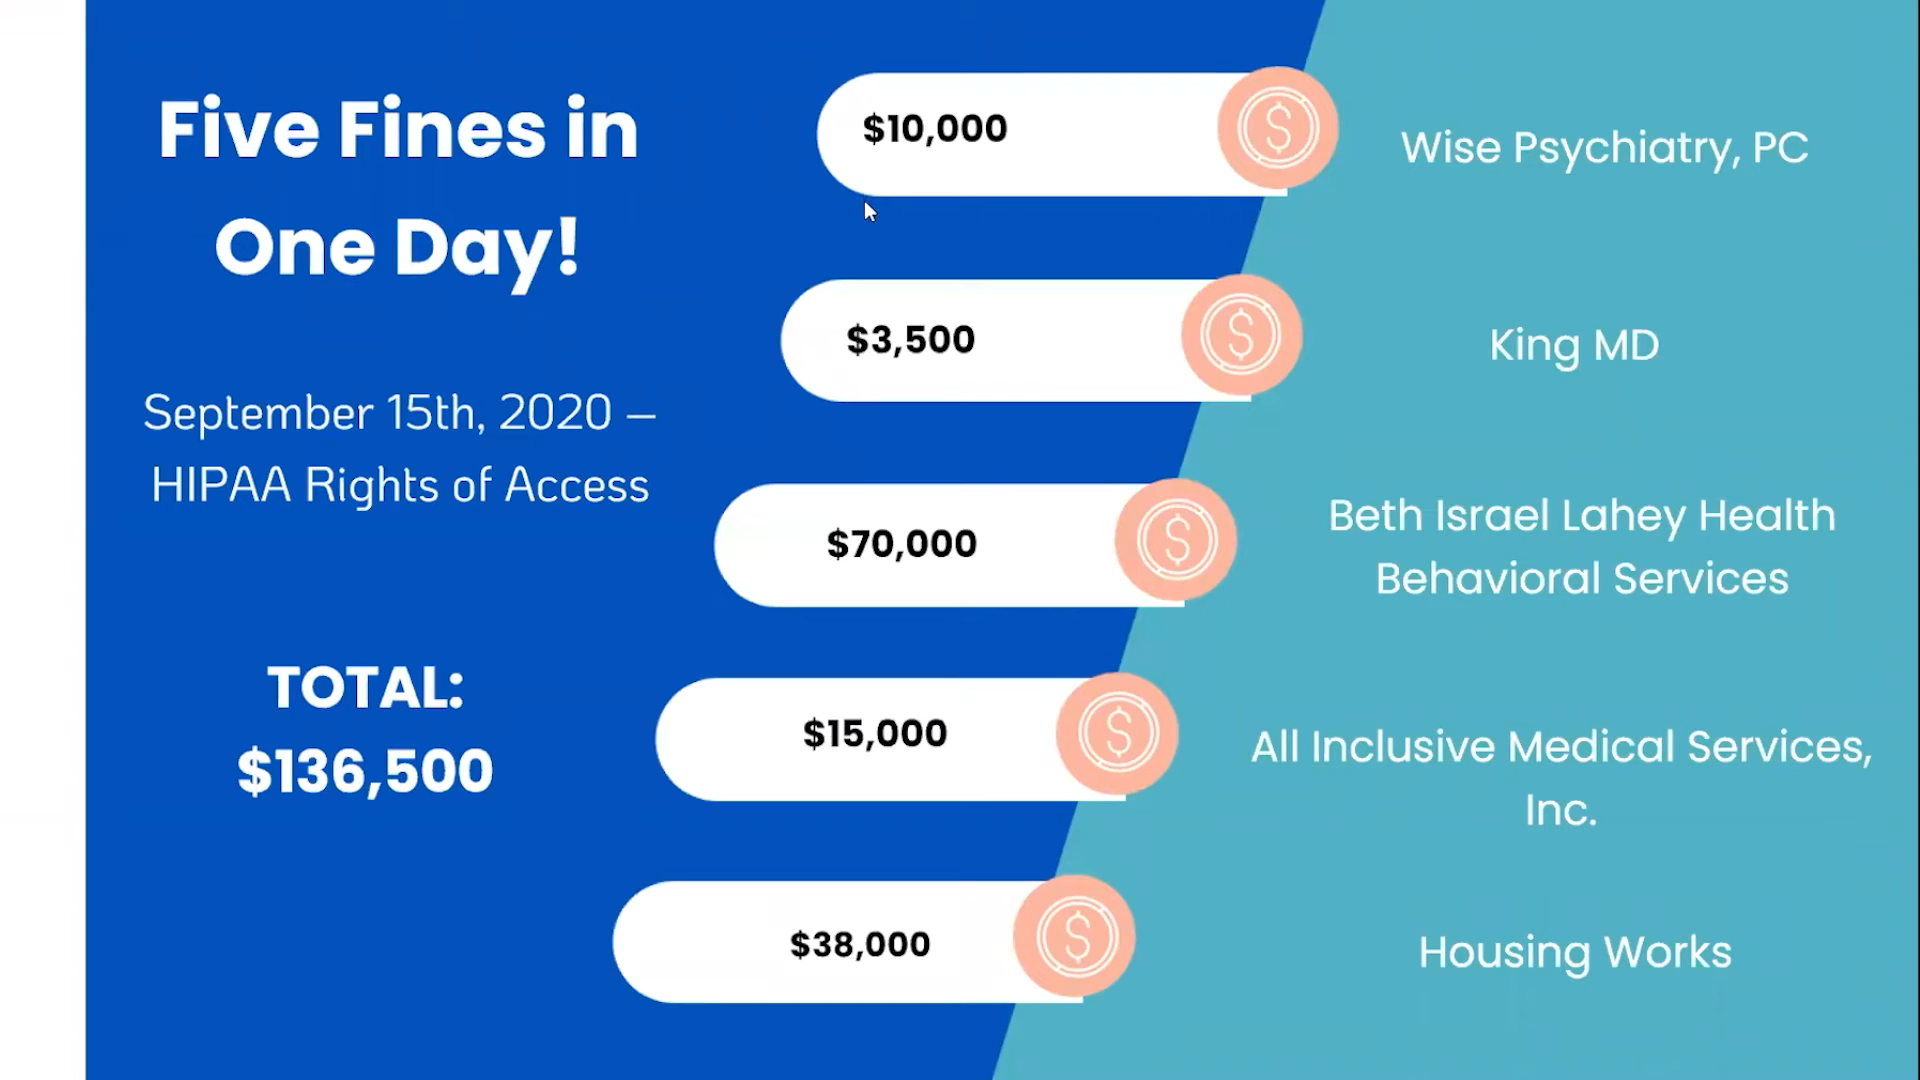 Five Fines in
One Day!
September 15th, 2020 –
HIPAA Rights of Access
TOTAL:
$136,500
$10,000
Wise Psychiatry, PC
$3,500
King MD
$70,000
Beth Israel Lahey Health
Behavioral Services
$15,000
All Inclusive Medical Services,
Inc.
$38,000
Housing Works